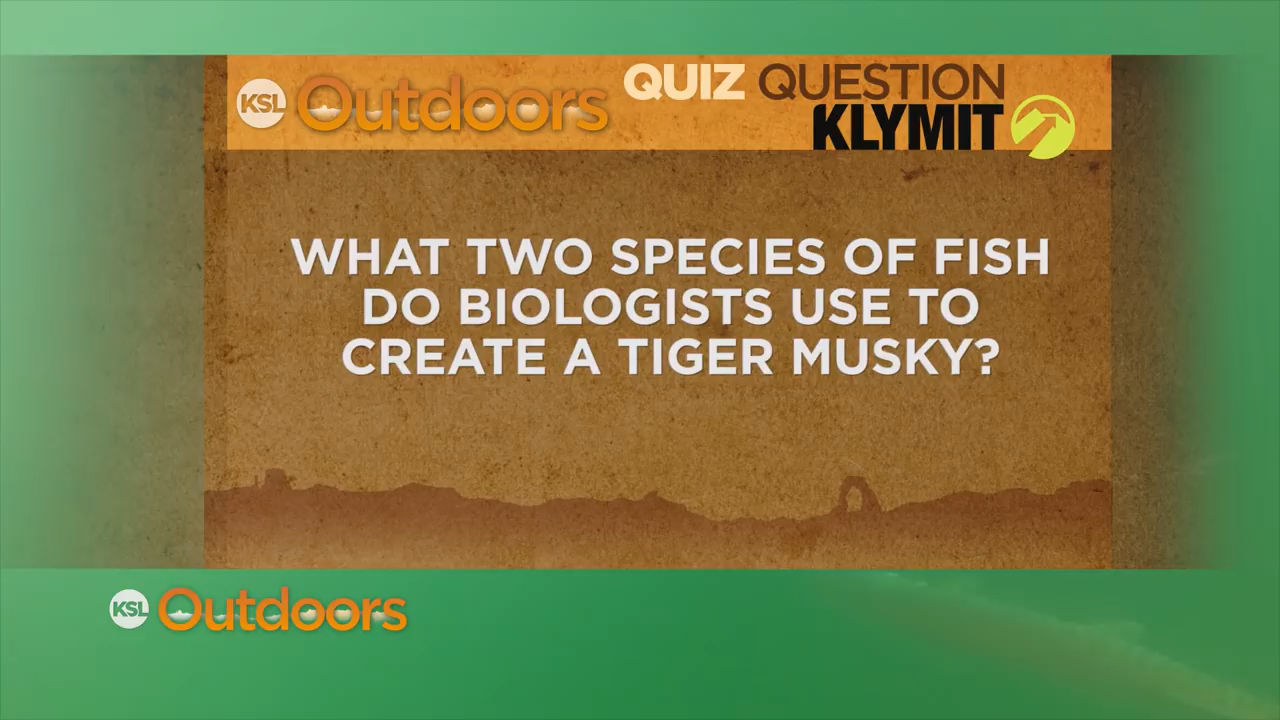 KSL Outdoors
QUIZ QUESTION
KLYMIT
WHAT TWO SPECIES OF FISH
DO BIOLOGISTS USE TO
CREATE A TIGER MUSKY?
KSL Outdoors